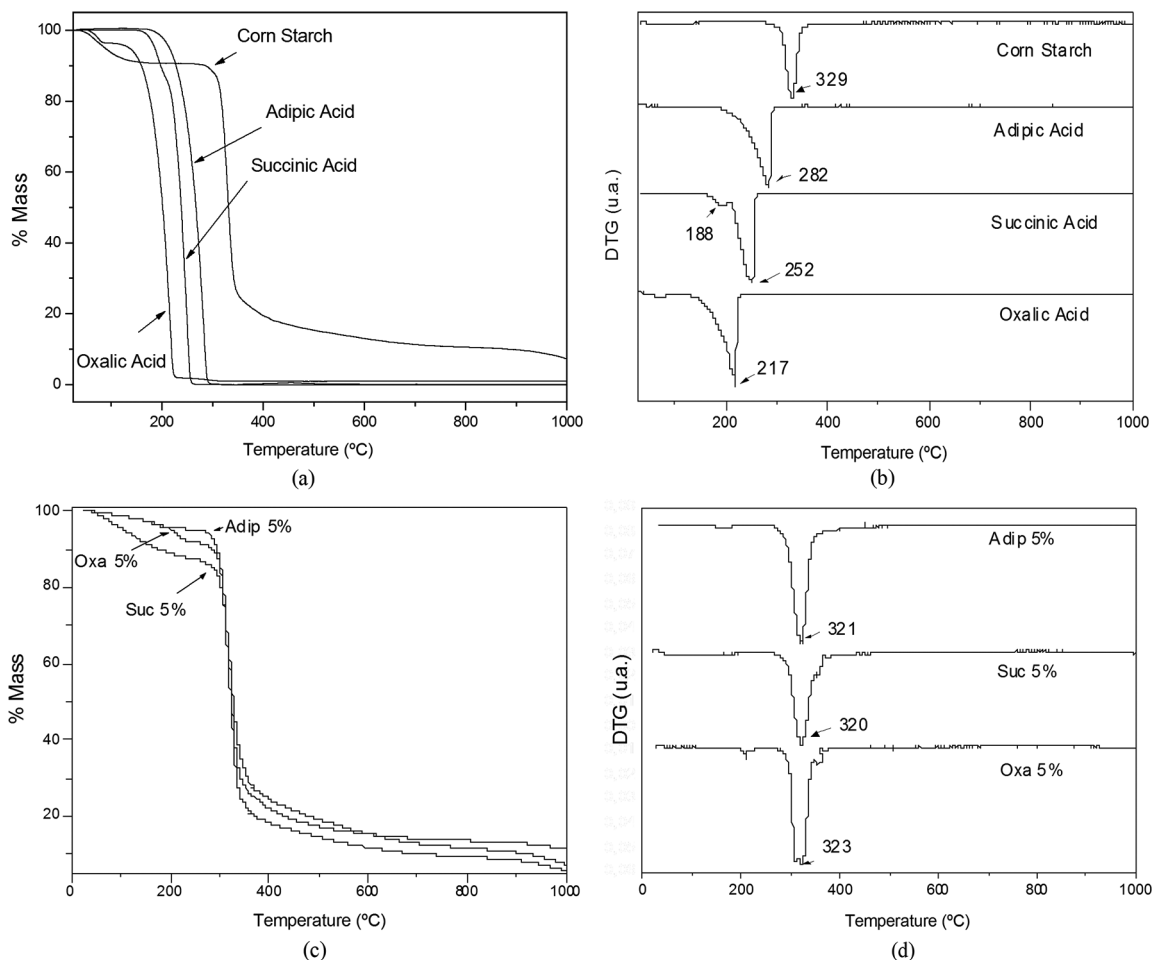 100
80
60
40
20
0
% Mass
Corn Starch
Adipic Acid
Succinic Acid
Oxalic Acid
200
400
600
800
1000
Temperature (ºC)
(a)
DTG (u.a.)
Corn Starch
329
Adipic Acid
282
Succinic Acid
188
252
Oxalic Acid
217
200
400
600
800
1000
Temperature (ºC)
(b)
100
80
60
40
20
% Mass
Adip 5%
Oxa 5%
Suc 5%
0
200
400
600
800
1000
Temperature (ºC)
(c)
DTG (u.a.)
Adip 5%
321
Suc 5%
320
Oxa 5%
323
0
200
400
600
800
1000
Temperature (ºC)
(d)